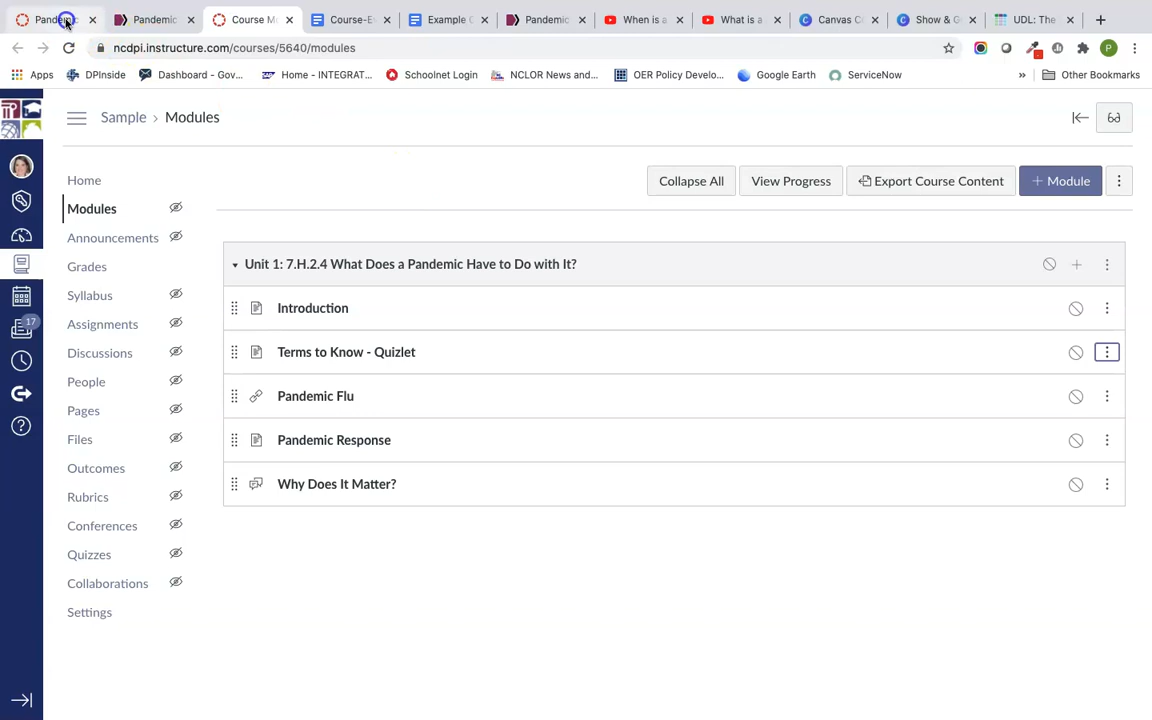 Pandemic
Pandemic
Course M
Course-E
Example C
Pandemic
When is a
What is a
Canvas C
Show & G
UDL: The
ncdpi.instructure.com/courses/5640/modules
P
Apps
DPInside
Dashboard - Gov...
Home - INTEGRAT...
Schoolnet Login
NCLOR News and...
OER Policy Develo...
Google Earth
ServiceNow
»
Other Bookmarks
Sample › Modules
Collapse All
View Progress
Export Course Content
+ Module
Home
Modules
Announcements
Grades
Syllabus
Assignments
Discussions
People
Pages
Files
Outcomes
Rubrics
Conferences
Quizzes
Collaborations
Settings
17
Unit 1: 7.H.2.4 What Does a Pandemic Have to Do with It?
Introduction
Terms to Know - Quizlet
Pandemic Flu
Pandemic Response
Why Does It Matter?